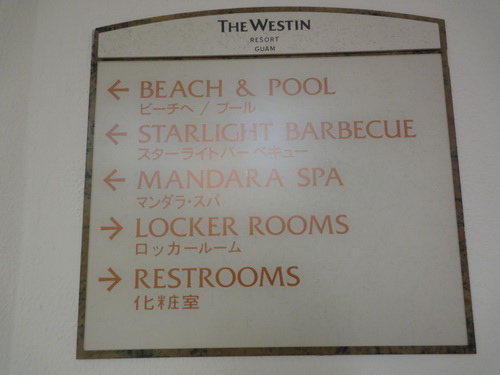 THE WESTIN
RESORT
GUAM
← BEACH & POOL
ビーチへ / プール
← STARLIGHT BARBECUE
スターライトバーベキュー
← MANDARA SPA
マンダラ・スパ
→ LOCKER ROOMS
ロッカールーム
→ RESTROOMS
化粧室